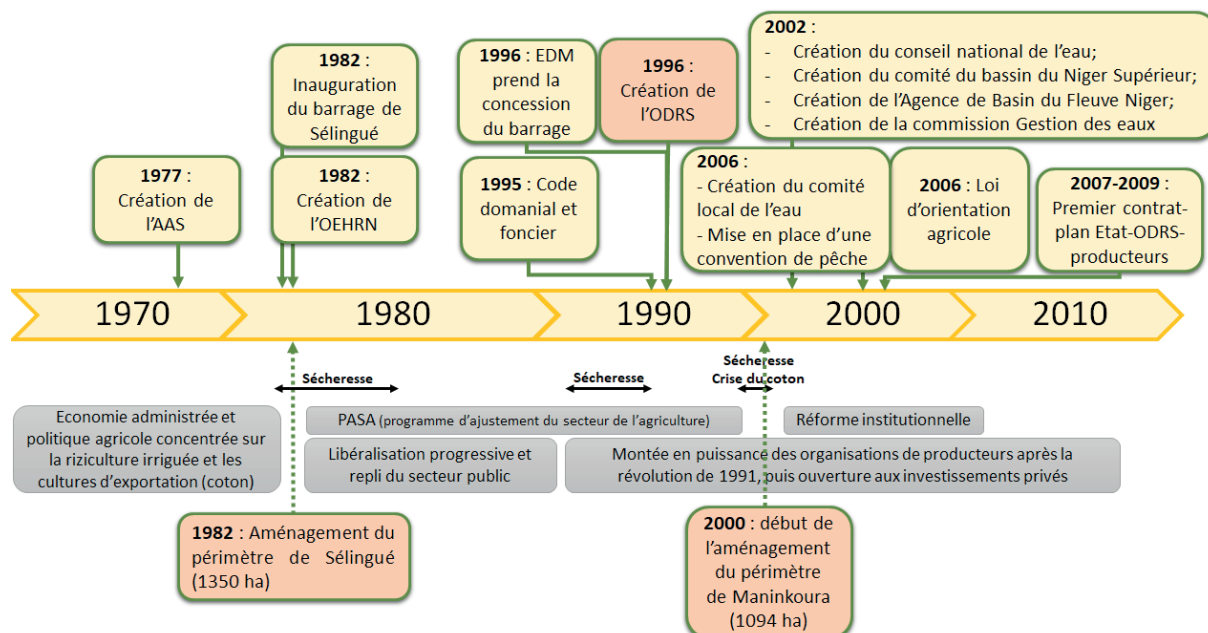 1982 :
Inauguration
du barrage de
Sélingué
1996 : EDM
prend la
concession
du barrage
1996 :
Création de
l’ODRS
2002 :
- Création du conseil national de l’eau;
- Création du comité du bassin du Niger Supérieur;
- Création de l’Agence de Basin du Fleuve Niger;
- Création de la commission Gestion des eaux
1977 :
Création de
l’AAS
1982 :
Création de
l’OEHRN
1995 : Code
domanial et
foncier
2006 :
- Création du comité
local de l’eau
- Mise en place d’une
convention de pêche
2006 : Loi
d’orientation
agricole
2007-2009 :
Premier contrat-
plan Etat-ODRS-
producteurs
1970
1980
1990
2000
2010
Sécheresse
Sécheresse
Sécheresse
Crise du coton
Economie administrée et
politique agricole concentrée sur
la riziculture irriguée et les
cultures d’exportation (coton)
PASA (programme d’ajustement du secteur de l’agriculture)
Réforme institutionnelle
Libéralisation progressive et
repli du secteur public
Montée en puissance des organisations de producteurs après la
révolution de 1991, puis ouverture aux investissements privés
1982 : Aménagement du
périmètre de Sélingué
(1350 ha)
2000 : début de
l’aménagement
du périmètre
de Maninkoura
(1094 ha)